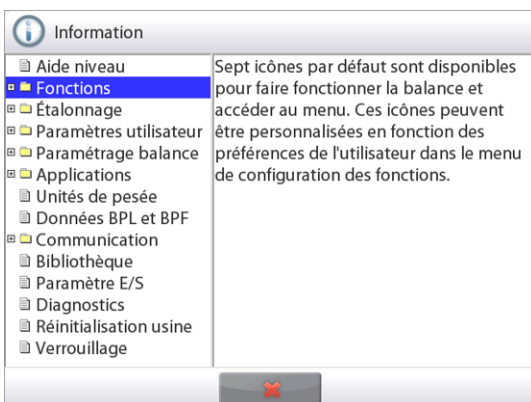 Information
Aide niveau
Fonctions
Étalonnage
Paramètres utilisateur
Paramétrage balance
Applications
Unités de pesée
Données BPL et BPF
Communication
Bibliothèque
Paramètre E/S
Diagnostics
Réinitialisation usine
Verrouillage
Sept icônes par défaut sont disponibles
pour faire fonctionner la balance et
accéder au menu. Ces icônes peuvent
être personnalisées en fonction des
préférences de l'utilisateur dans le menu
de configuration des fonctions.